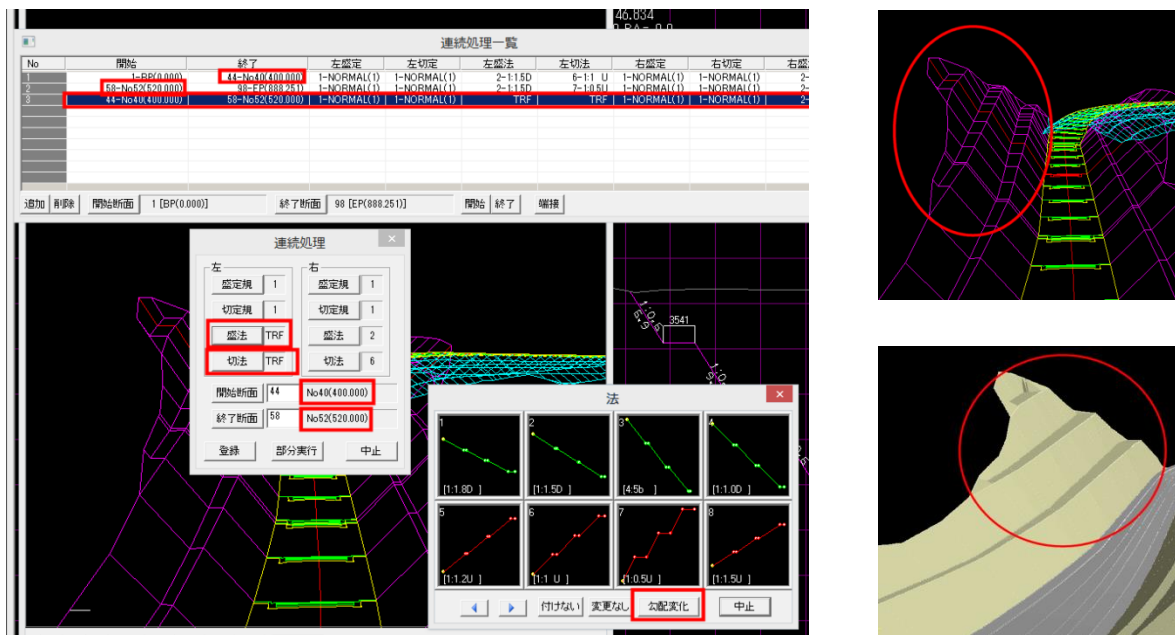 46.834
連続処理一覧
No 開始 終了 左盛定 左切定 左盛法 左切法 右盛定 右切定 右盛
1 1-BP(0.000) 44-No40(400.000) 1-NORMAL(1) 1-NORMAL(1) 2-1:1.5D 6-1:1 U 1-NORMAL(1) 1-NORMAL(1) 2-
2 58-No52(520.000) 98-EP(888.251) 1-NORMAL(1) 1-NORMAL(1) 2-1:1.5D 7-1:0.5U 1-NORMAL(1) 1-NORMAL(1) 2-
3 44-No40(400.000) 58-No52(520.000) 1-NORMAL(1) 1-NORMAL(1) TRF TRF 1-NORMAL(1) 1-NORMAL(1) 2-
追加 削除 開始断面 1 [BP(0.000)] 終了断面 98 [EP(888.251)] 開始 終了 端接
連続処理
左 右
盛定規 1 盛定規 1
切定規 1 切定規 1
盛法 TRF 盛法 2
切法 TRF 切法 6
開始断面 44 No40(400.000)
終了断面 58 No52(520.000)
登録 部分実行 中止
3541
法
1 2 3 4
[1:1.8D ] [1:1.5D ] [4:5b ] [1:1.0D ]
5 6 7 8
[1:1.2U ] [1:1 U ] [1:0.5U ] [1:1.5U ]
付けない 変更なし 勾配変化 中止